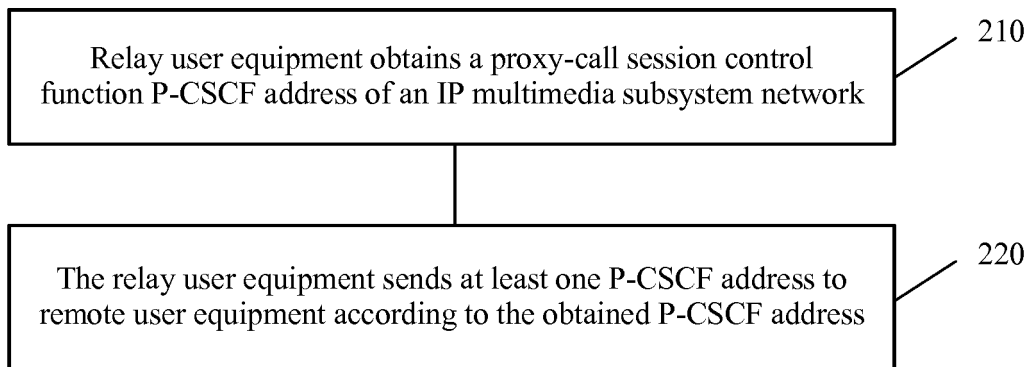 210
Relay user equipment obtains a proxy-call session control
function P-CSCF address of an IP multimedia subsystem network
220
The relay user equipment sends at least one P-CSCF address to
remote user equipment according to the obtained P-CSCF address